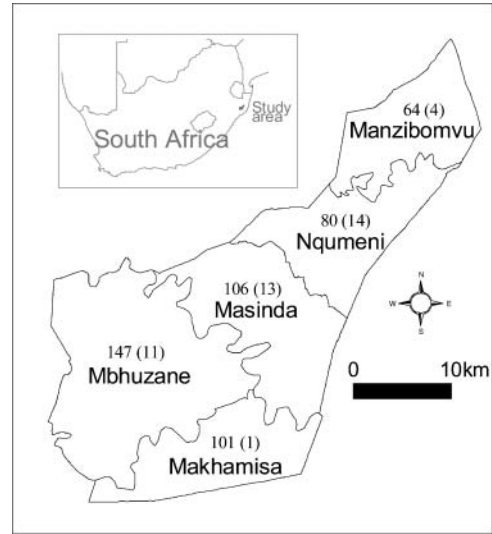 South Africa
Study
area
64 (4)
Manzibomvu
80 (14)
Nqumeni
106 (13)
Masinda
147 (11)
Mbhuzane
101 (1)
Makhamisa
N
W E
S
0 10km